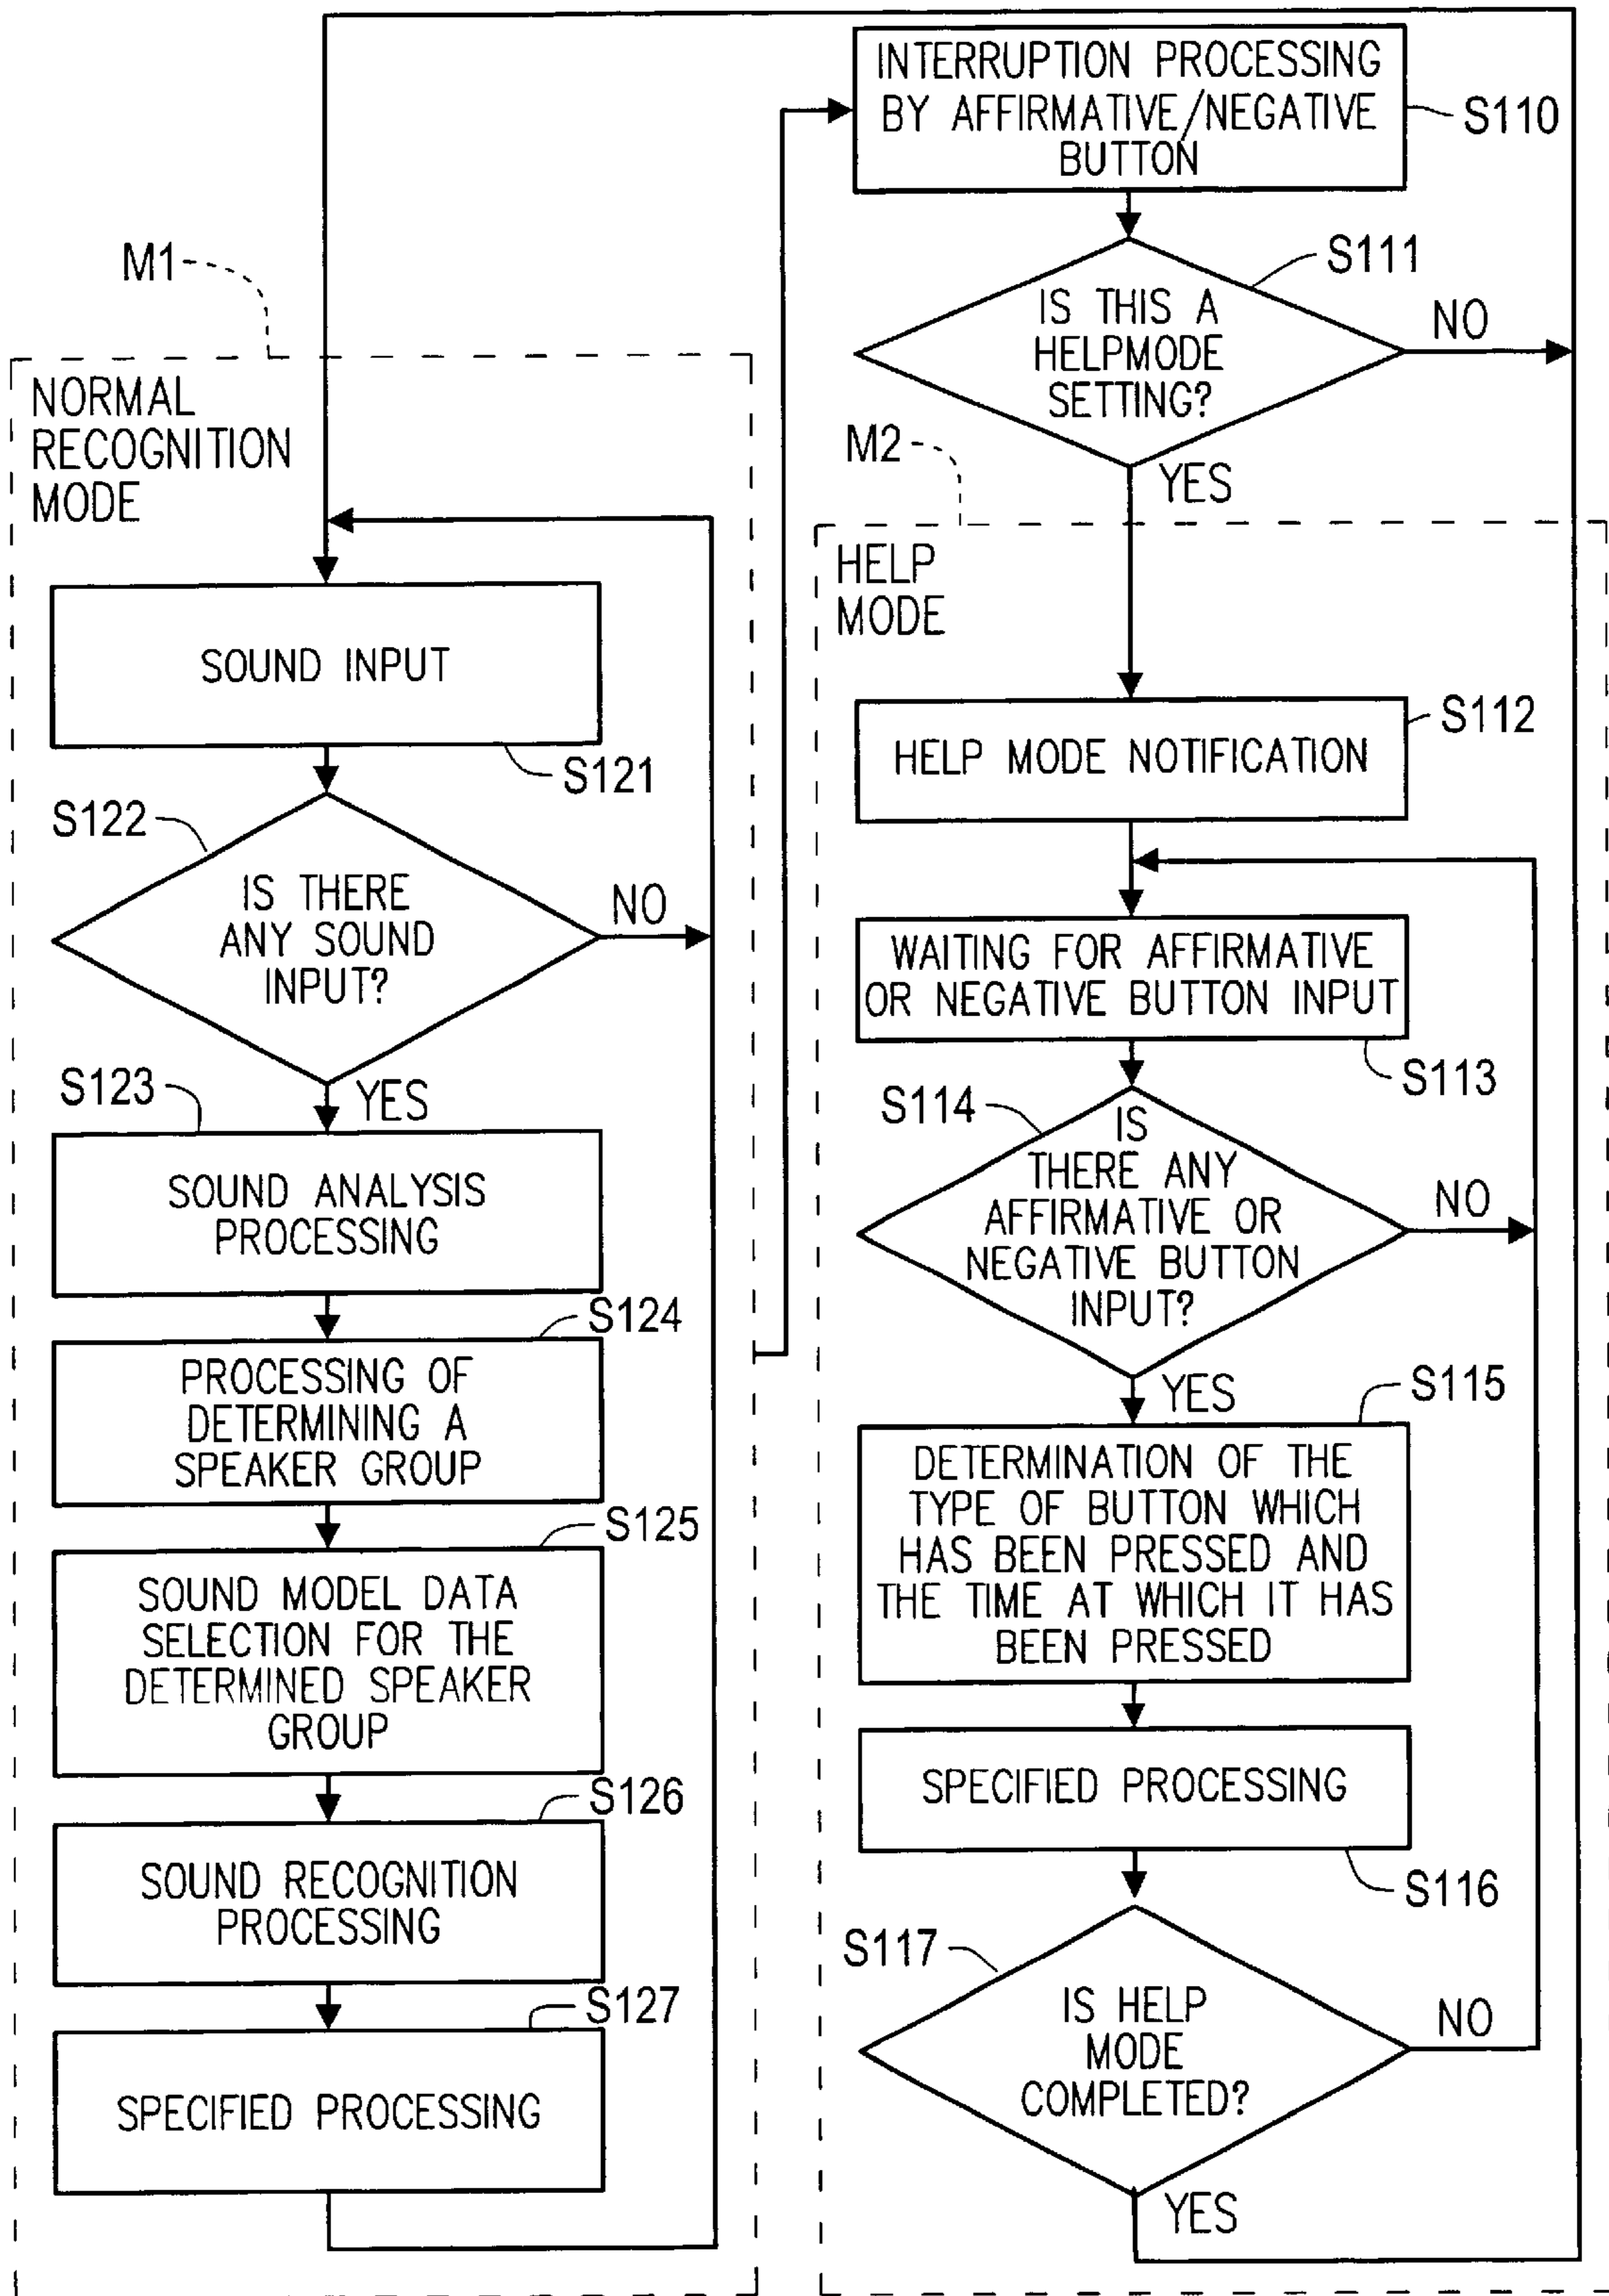 M1
NORMAL
RECOGNITION
MODE
SOUND INPUT
S121
S122
IS THERE
ANY SOUND
INPUT?
NO
S123
YES
SOUND ANALYSIS
PROCESSING
S124
PROCESSING OF
DETERMINING A
SPEAKER GROUP
S125
SOUND MODEL DATA
SELECTION FOR THE
DETERMINED SPEAKER
GROUP
S126
SOUND RECOGNITION
PROCESSING
S127
SPECIFIED PROCESSING
INTERRUPTION PROCESSING
BY AFFIRMATIVE/NEGATIVE
BUTTON
S110
S111
IS THIS A
HELPMODE
SETTING?
NO
YES
M2
HELP
MODE
S112
HELP MODE NOTIFICATION
WAITING FOR AFFIRMATIVE
OR NEGATIVE BUTTON INPUT
S113
S114
IS
THERE ANY
AFFIRMATIVE OR
NEGATIVE BUTTON
INPUT?
NO
YES
S115
DETERMINATION OF THE
TYPE OF BUTTON WHICH
HAS BEEN PRESSED AND
THE TIME AT WHICH IT HAS
BEEN PRESSED
SPECIFIED PROCESSING
S116
S117
IS HELP
MODE
COMPLETED?
NO
YES